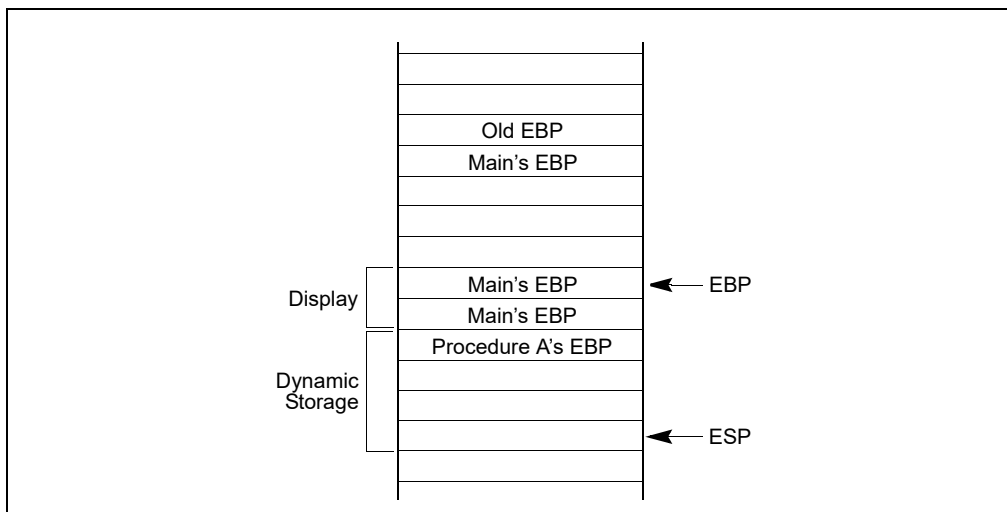 Old EBP
Main's EBP
Main's EBP
EBP
Display
Main's EBP
Procedure A's EBP
Dynamic
Storage
ESP